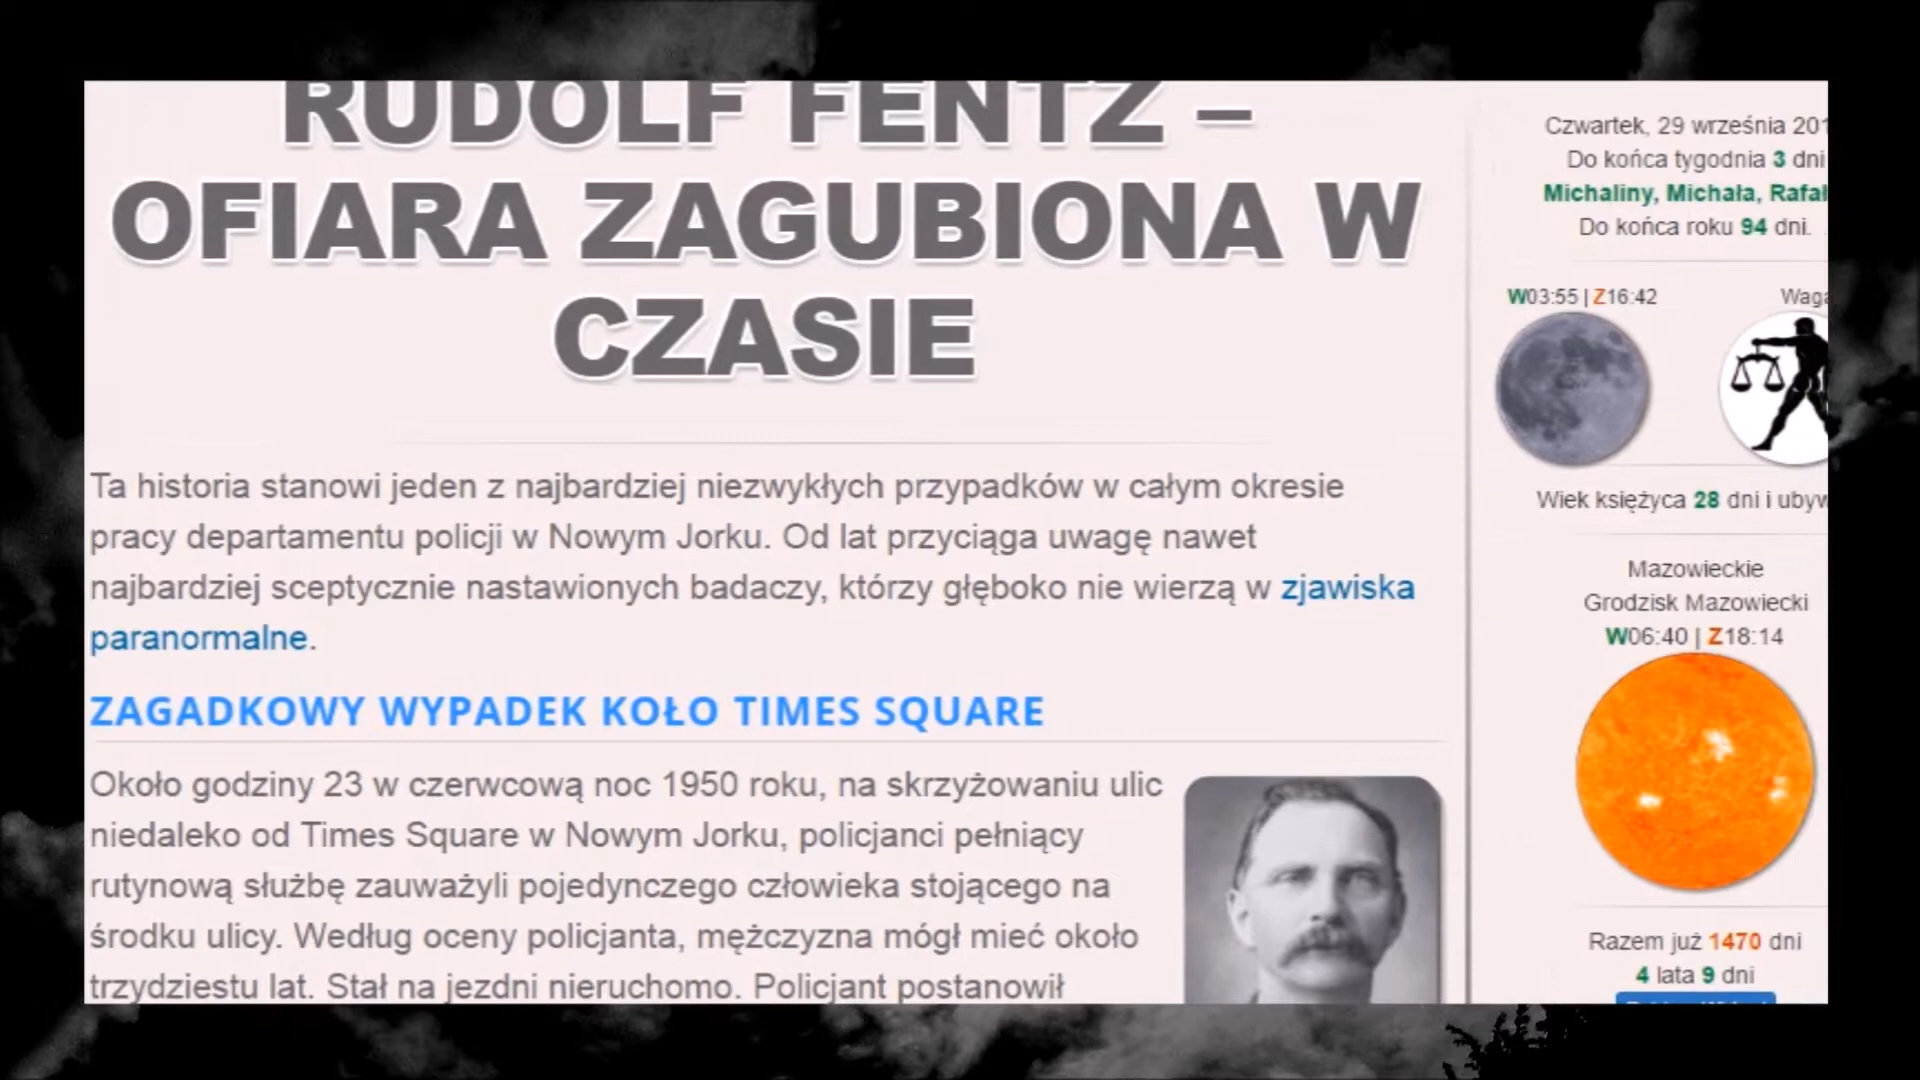 RUDOLF FENTZ –
OFIARA ZAGUBIONA W
CZASIE
Ta historia stanowi jeden z najbardziej niezwykłych przypadków w całym okresie
pracy departamentu policji w Nowym Jorku. Od lat przyciąga uwagę nawet
najbardziej sceptycznie nastawionych badaczy, którzy głęboko nie wierzą w zjawiska
paranormalne.
ZAGADKOWY WYPADEK KOŁO TIMES SQUARE
Około godziny 23 w czerwcową noc 1950 roku, na skrzyżowaniu ulic
niedaleko od Times Square w Nowym Jorku, policjanci pełniący
rutynową służbę zauważyli pojedynczego człowieka stojącego na
środku ulicy. Według oceny policjanta, mężczyzna mógł mieć około
trzydziestu lat. Stał na jezdni nieruchomo. Policjant postanowił
Czwartek, 29 września 201
Do końca tygodnia 3 dni
Michaliny, Michała, Rafał
Do końca roku 94 dni.
W03:55 | Z16:42
Waga
Wiek księżyca 28 dni i ubyw
Mazowieckie
Grodzisk Mazowiecki
W06:40 | Z18:14
Razem już 1470 dni
4 lata 9 dni